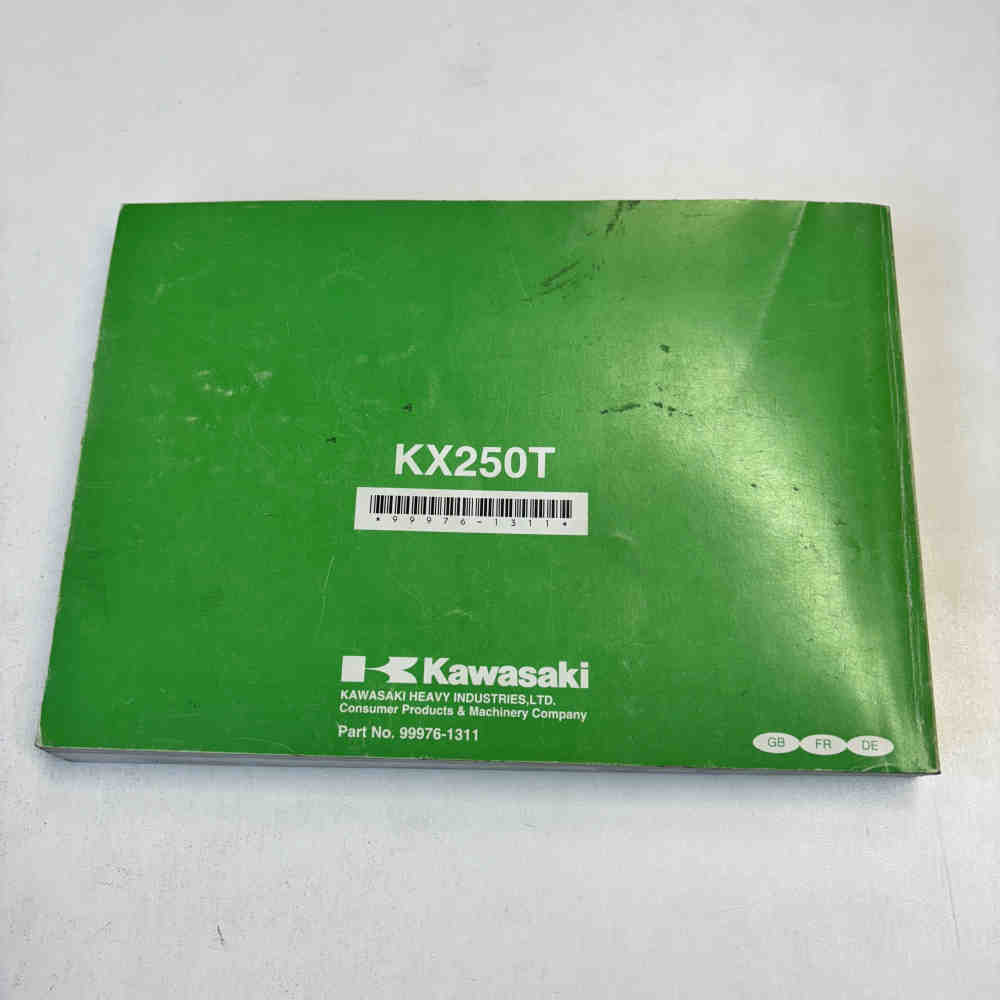 KX250T
*99976-1311*
Kawasaki
KAWASAKI HEAVY INDUSTRIES,LTD.
Consumer Products & Machinery Company
Part No. 99976-1311
GB FR DE